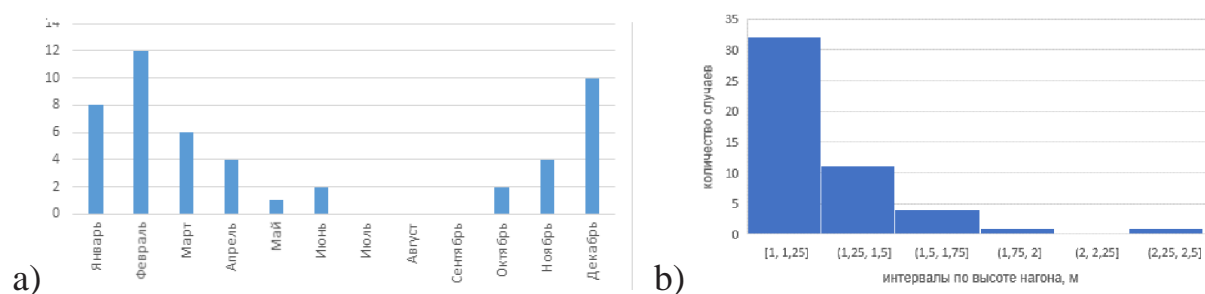 14
12
10
8
6
4
2
0
Январь
Февраль
Март
Апрель
Май
Июнь
Июль
Август
Сентябрь
Октябрь
Ноябрь
Декабрь
a)
35
30
25
20
15
10
5
0
количество случаев
[1, 1,25]
(1,25, 1,5]
(1,5, 1,75]
(1,75, 2]
(2, 2,25]
(2,25, 2,5]
интервалы по высоте нагона, м
b)